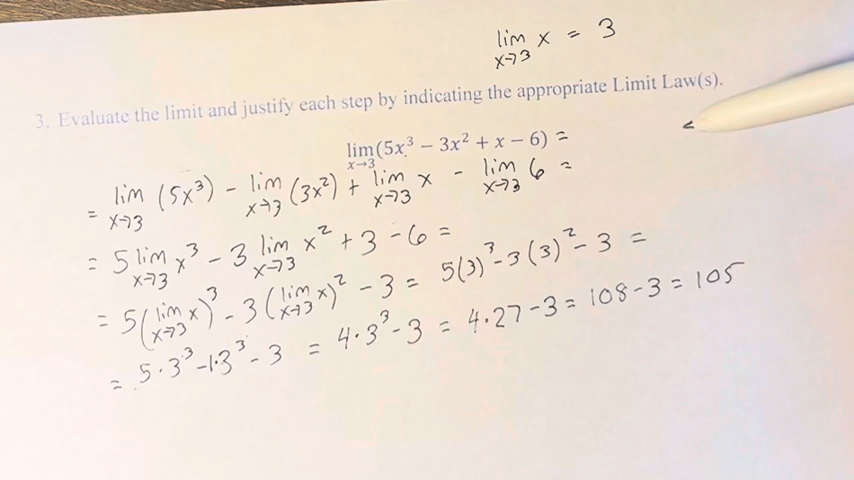 lim x = 3
x→3
3. Evaluate the limit and justify each step by indicating the appropriate Limit Law(s).
lim(5x³ − 3x² + x − 6) =
x→3
= lim (5x³) − lim (3x²) + lim x − lim 6 =
x→3 x→3 x→3 x→3
= 5 lim x³ − 3 lim x² + 3 − 6 =
x→3 x→3
= 5(lim x)³ − 3(lim x)² − 3 = 5(3)³ − 3(3)² − 3 =
x→3 x→3
= 5·3³ − 1·3³ − 3 = 4·3³ − 3 = 4·27 − 3 = 108 − 3 = 105